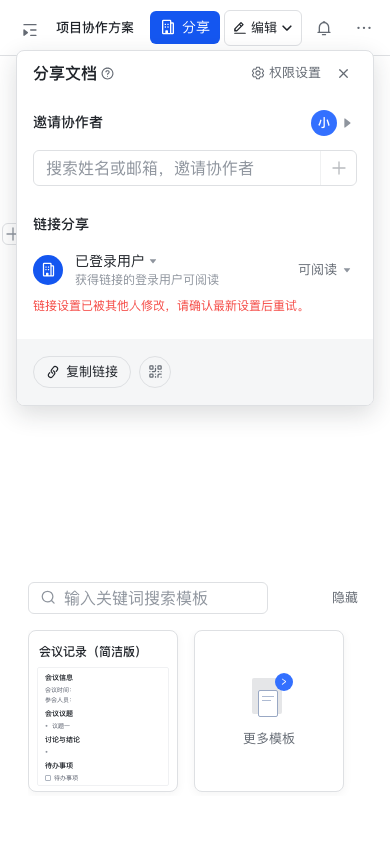 项目协作方案
分享
编辑
分享文档
权限设置
邀请协作者
小
搜索姓名或邮箱，邀请协作者
链接分享
已登录用户
获得链接的登录用户可阅读
可阅读
链接设置已被其他人修改，请确认最新设置后重试。
复制链接
输入关键词搜索模板
隐藏
会议记录（简洁版）
会议信息
会议时间：
参会人员：
会议议题
• 议题一
讨论与结论
•
待办事项
待办事项
更多模板